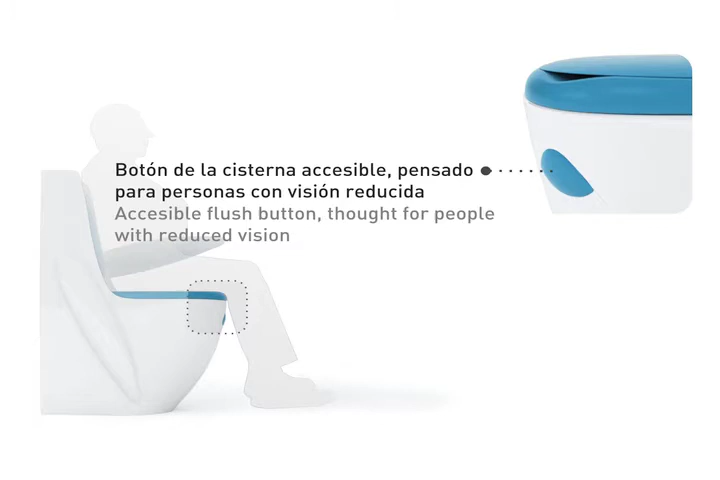 Botón de la cisterna accesible, pensado
para personas con visión reducida
Accesible flush button, thought for people
with reduced vision